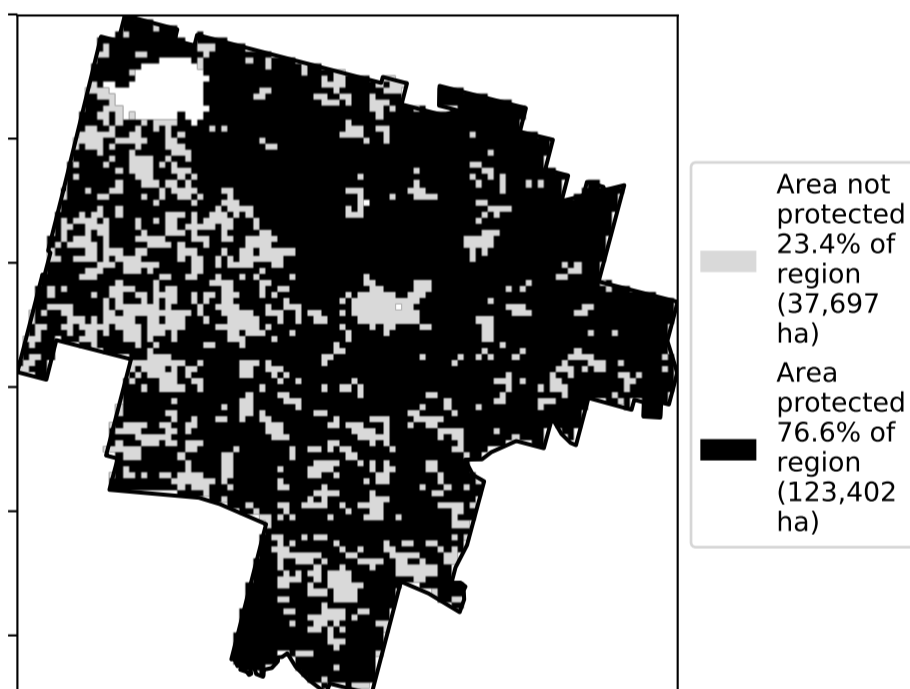 Area not
protected
23.4% of
region
(37,697
ha)
Area
protected
76.6% of
region
(123,402
ha)